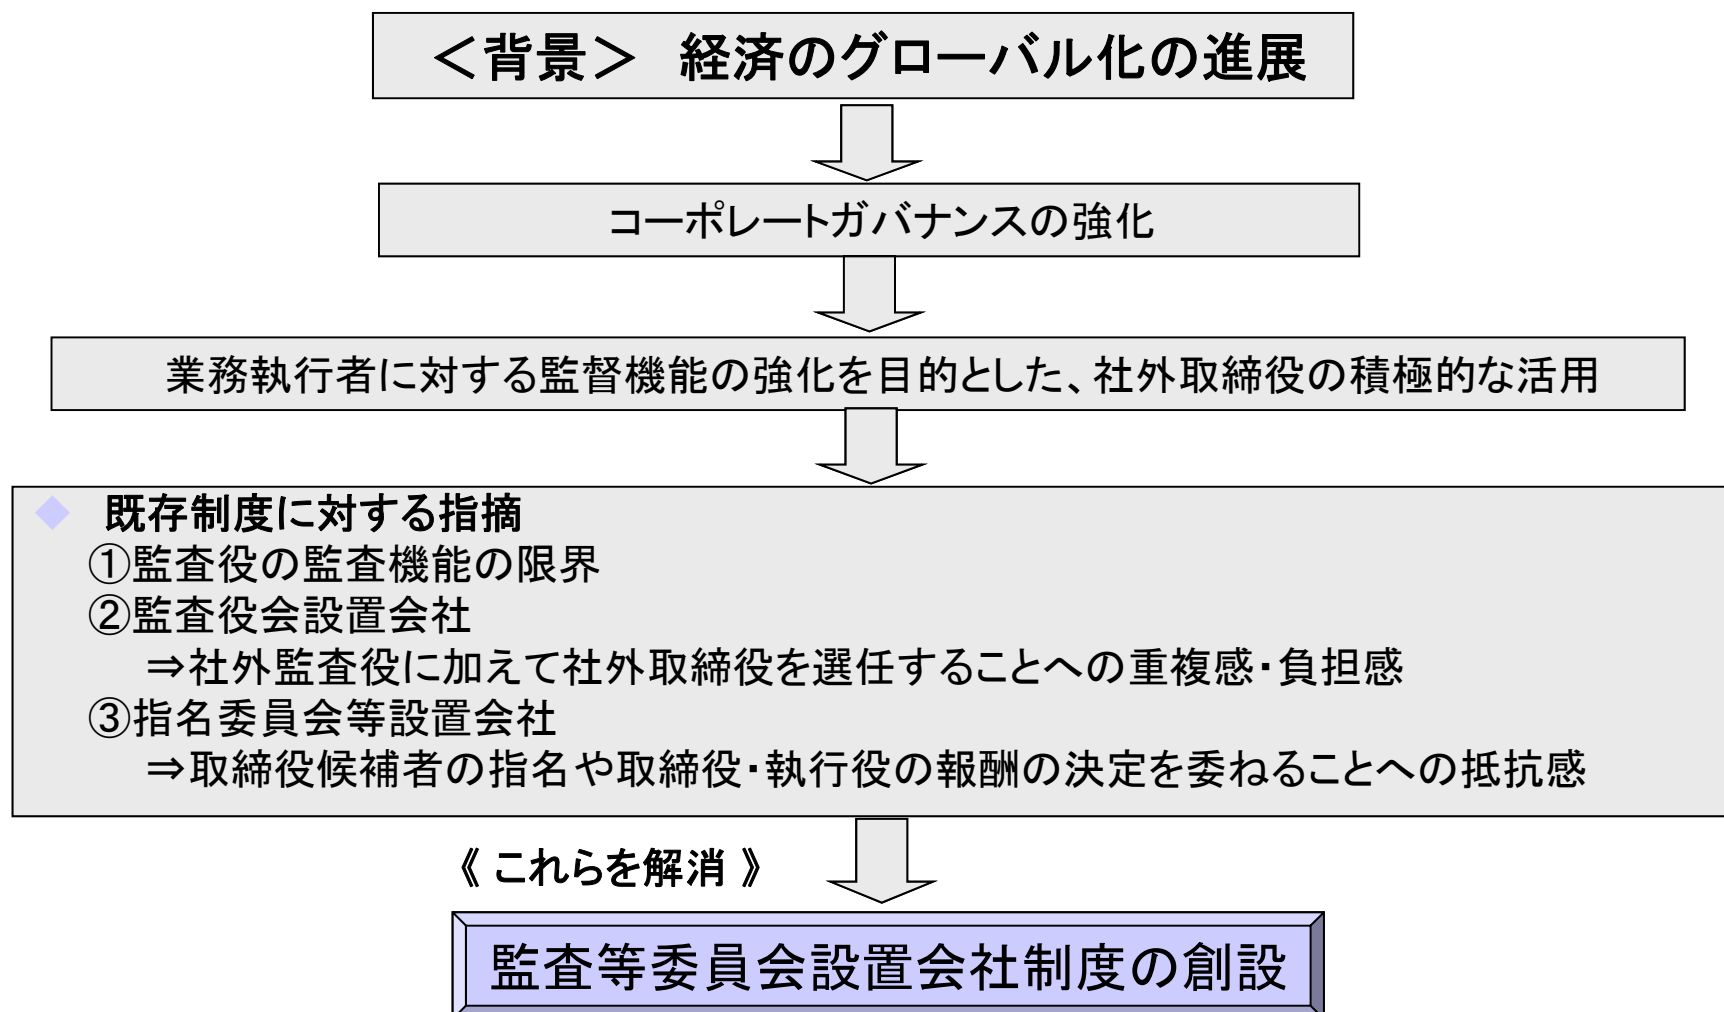 ＜背景＞　経済のグローバル化の進展
コーポレートガバナンスの強化
業務執行者に対する監督機能の強化を目的とした、社外取締役の積極的な活用
◆　既存制度に対する指摘
①監査役の監査機能の限界
②監査役会設置会社
⇒社外監査役に加えて社外取締役を選任することへの重複感・負担感
③指名委員会等設置会社
⇒取締役候補者の指名や取締役・執行役の報酬の決定を委ねることへの抵抗感
《 これらを解消 》
監査等委員会設置会社制度の創設